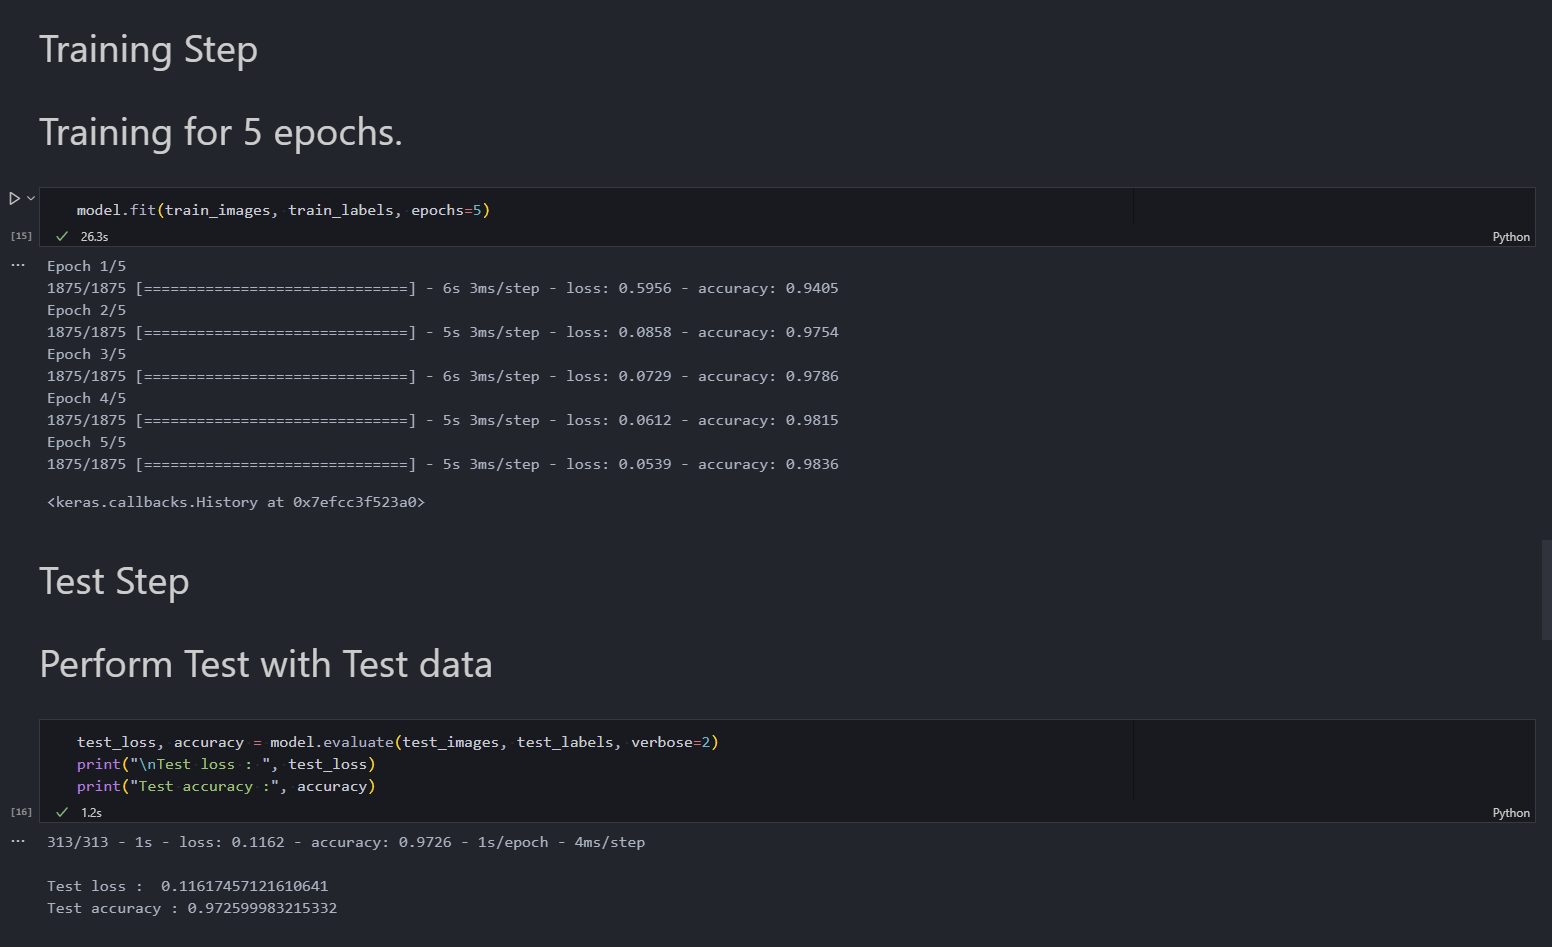 Training Step
Training for 5 epochs.
model.fit(train_images, train_labels, epochs=5)
[15]
26.3s
Python
Epoch 1/5
1875/1875 [==============================] - 6s 3ms/step - loss: 0.5956 - accuracy: 0.9405
Epoch 2/5
1875/1875 [==============================] - 5s 3ms/step - loss: 0.0858 - accuracy: 0.9754
Epoch 3/5
1875/1875 [==============================] - 6s 3ms/step - loss: 0.0729 - accuracy: 0.9786
Epoch 4/5
1875/1875 [==============================] - 5s 3ms/step - loss: 0.0612 - accuracy: 0.9815
Epoch 5/5
1875/1875 [==============================] - 5s 3ms/step - loss: 0.0539 - accuracy: 0.9836
<keras.callbacks.History at 0x7efcc3f523a0>
Test Step
Perform Test with Test data
test_loss, accuracy = model.evaluate(test_images, test_labels, verbose=2)
print("\nTest loss : ", test_loss)
print("Test accuracy :", accuracy)
[16]
1.2s
Python
313/313 - 1s - loss: 0.1162 - accuracy: 0.9726 - 1s/epoch - 4ms/step
Test loss :  0.11617457121610641
Test accuracy : 0.972599983215332